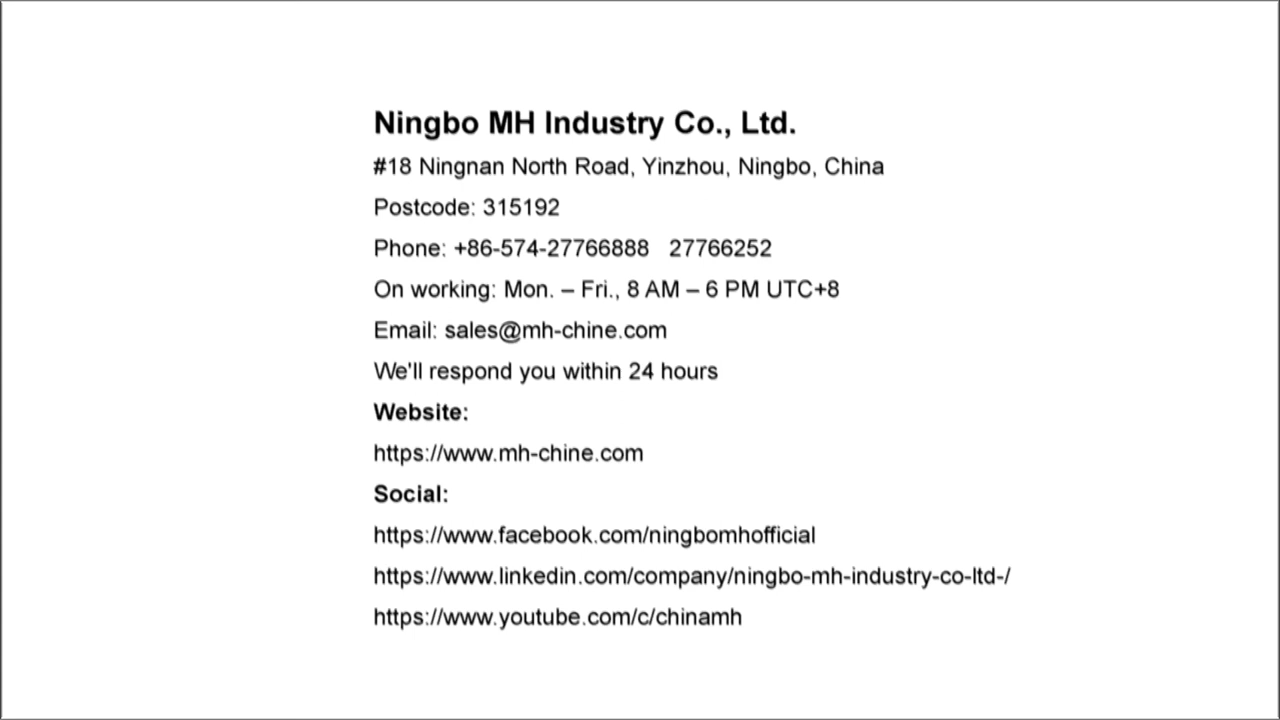 Ningbo MH Industry Co., Ltd.
#18 Ningnan North Road, Yinzhou, Ningbo, China
Postcode: 315192
Phone: +86-574-27766888   27766252
On working: Mon. – Fri., 8 AM – 6 PM UTC+8
Email: sales@mh-chine.com
We'll respond you within 24 hours
Website:
https://www.mh-chine.com
Social:
https://www.facebook.com/ningbomhofficial
https://www.linkedin.com/company/ningbo-mh-industry-co-ltd-/
https://www.youtube.com/c/chinamh